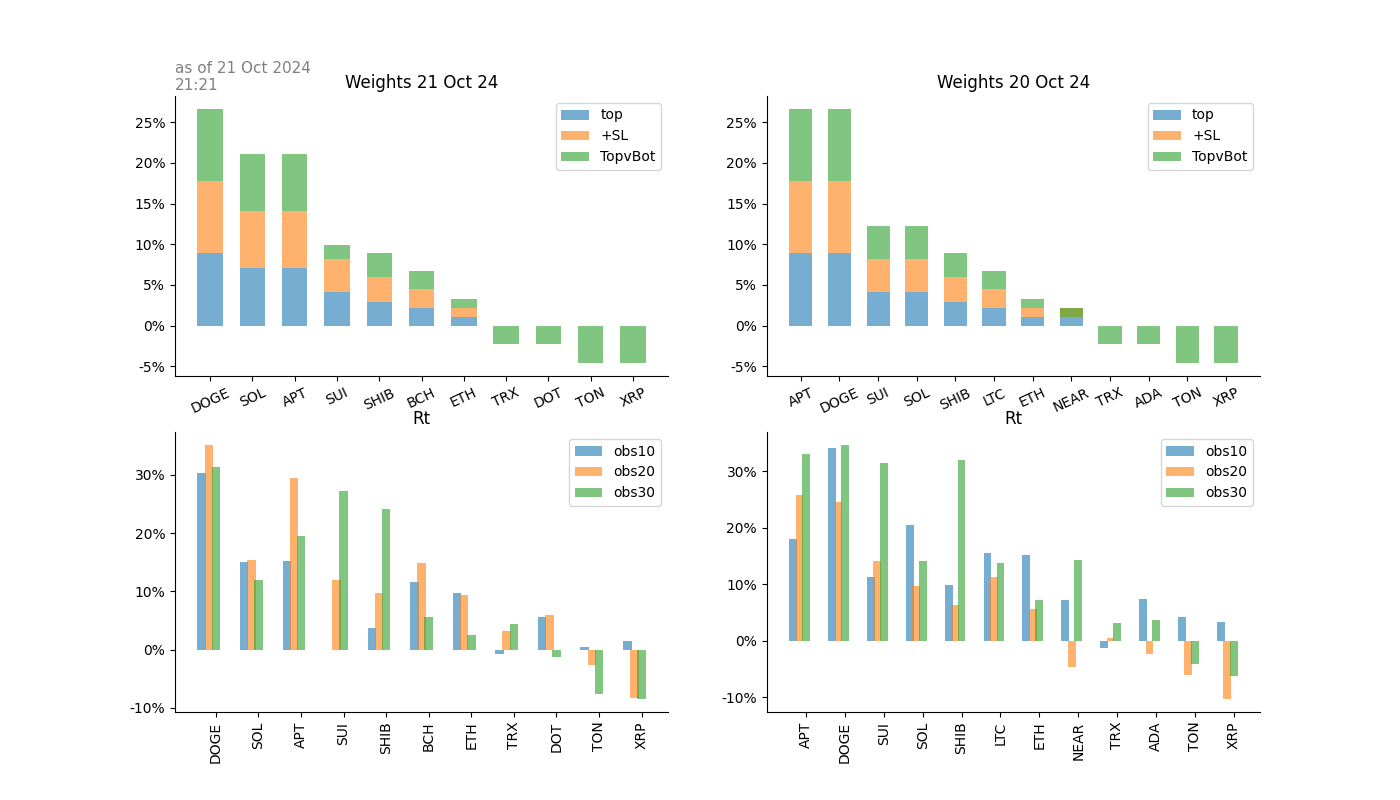 as of 21 Oct 2024
21:21
Weights 21 Oct 24
25%
20%
15%
10%
5%
0%
-5%
top
+SL
TopvBot
DOGE SOL APT SUI SHIB BCH ETH TRX DOT TON XRP
Weights 20 Oct 24
25%
20%
15%
10%
5%
0%
-5%
top
+SL
TopvBot
APT DOGE SUI SOL SHIB LTC ETH NEAR TRX ADA TON XRP
Rt
30%
20%
10%
0%
-10%
obs10
obs20
obs30
DOGE SOL APT SUI SHIB BCH ETH TRX DOT TON XRP
Rt
30%
20%
10%
0%
-10%
obs10
obs20
obs30
APT DOGE SUI SOL SHIB LTC ETH NEAR TRX ADA TON XRP